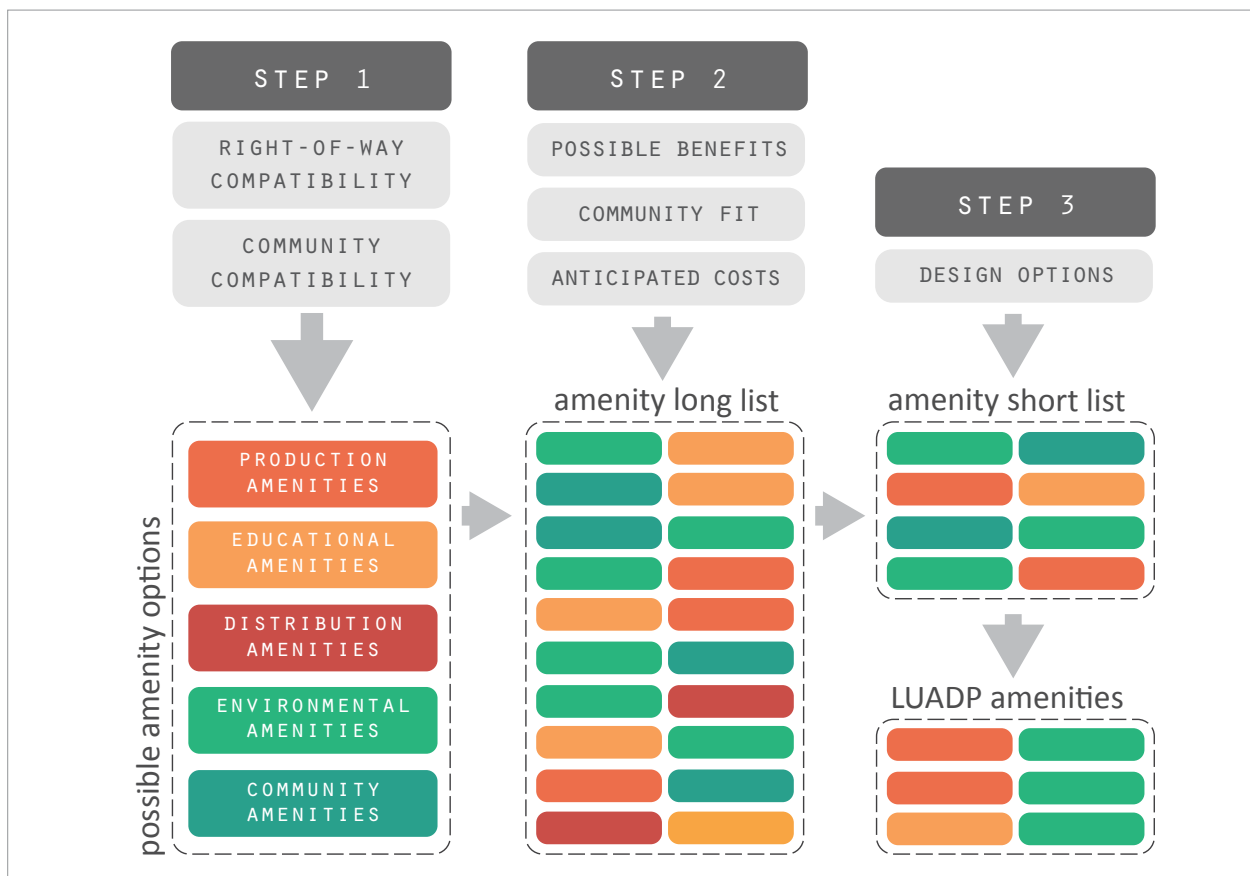 STEP 1
RIGHT-OF-WAY
COMPATIBILITY
COMMUNITY
COMPATIBILITY
STEP 2
POSSIBLE BENEFITS
COMMUNITY FIT
ANTICIPATED COSTS
STEP 3
DESIGN OPTIONS
possible amenity options
PRODUCTION
AMENITIES
EDUCATIONAL
AMENITIES
DISTRIBUTION
AMENITIES
ENVIRONMENTAL
AMENITIES
COMMUNITY
AMENITIES
amenity long list
amenity short list
LUADP amenities